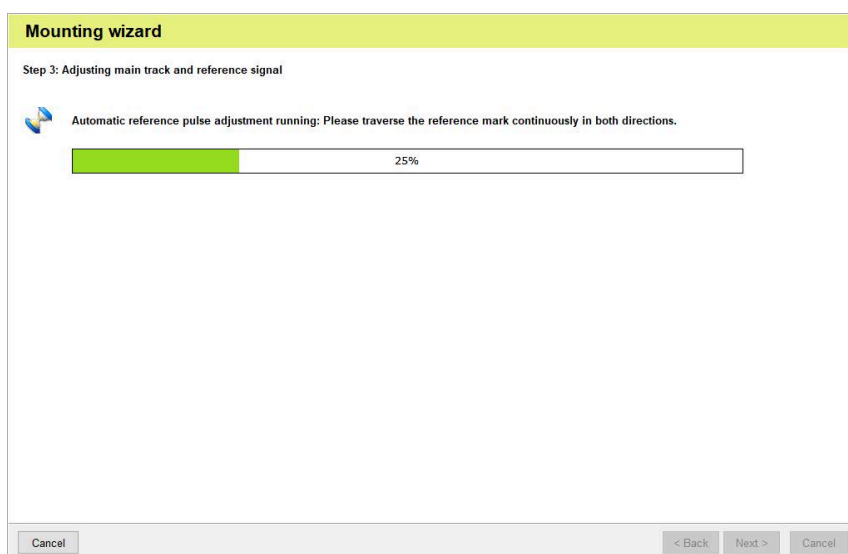 Mounting wizard
Step 3: Adjusting main track and reference signal
Automatic reference pulse adjustment running: Please traverse the reference mark continuously in both directions.
25%
Cancel
< Back
Next >
Cancel